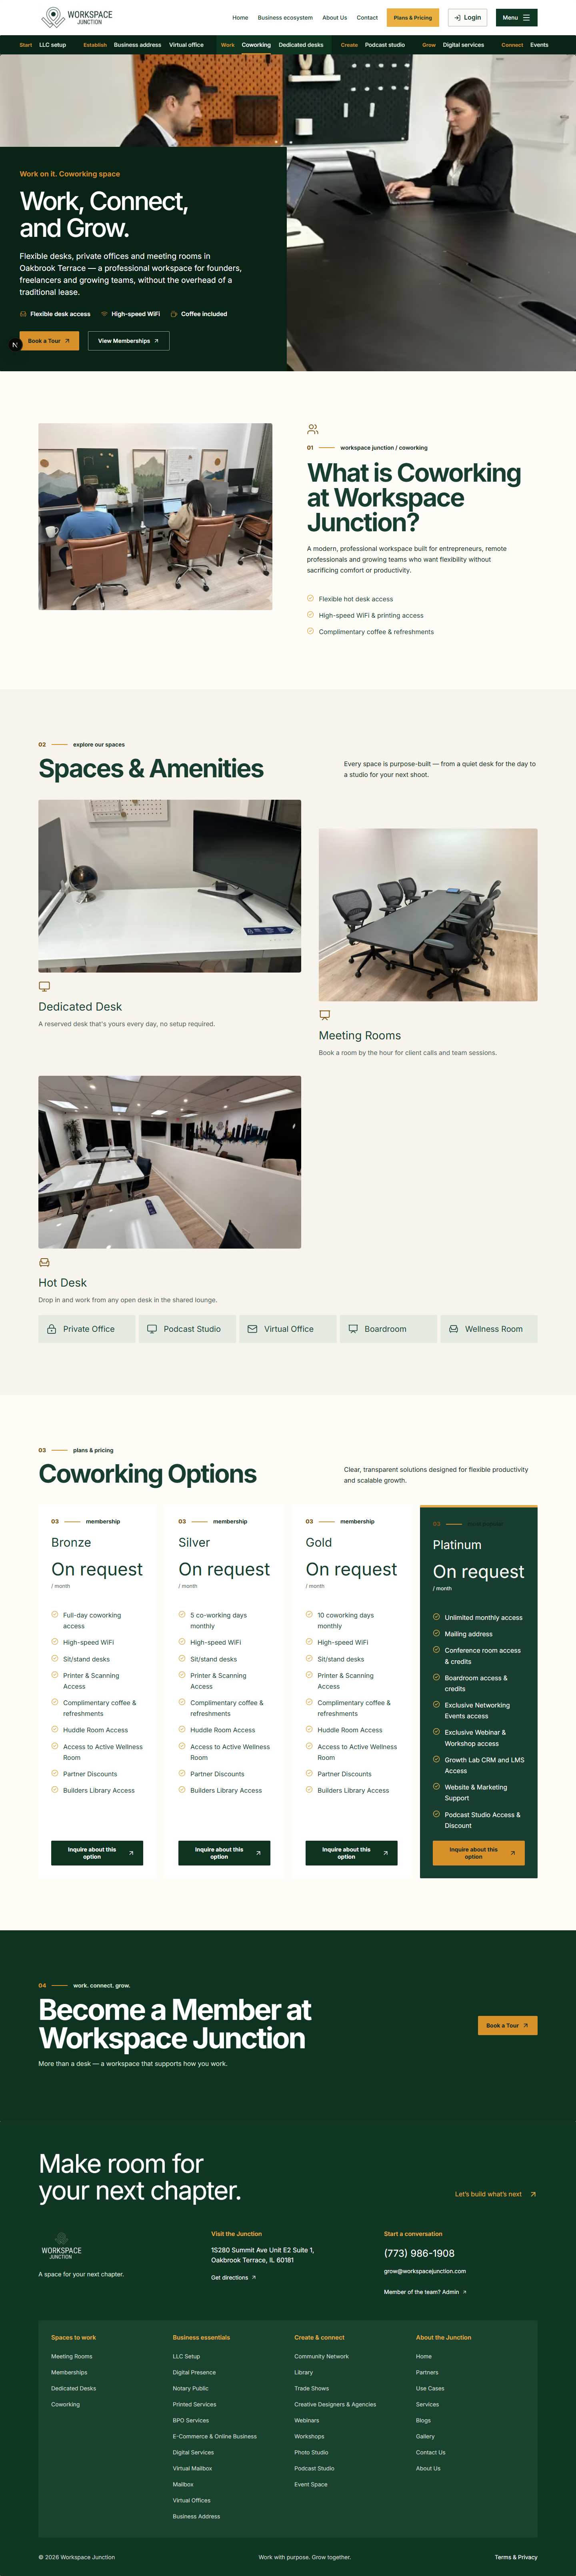 WORKSPACE
JUNCTION
Home Business ecosystem About Us Contact Plans & Pricing Login Menu
Start LLC setup Establish Business address Virtual office Work Coworking Dedicated desks Create Podcast studio Grow Digital services Connect Events
Work on it. Coworking space
Work, Connect,
and Grow.
Flexible desks, private offices and meeting rooms in
Oakbrook Terrace — a professional workspace for founders,
freelancers and growing teams, without the overhead of a
traditional lease.
Flexible desk access High-speed WiFi Coffee included
N
Book a Tour View Memberships
01 workspace junction / coworking
What is Coworking
at Workspace
Junction?
A modern, professional workspace built for entrepreneurs, remote
professionals and growing teams who want flexibility without
sacrificing comfort or productivity.
Flexible hot desk access
High-speed WiFi & printing access
Complimentary coffee & refreshments
02 explore our spaces
Spaces & Amenities
Every space is purpose-built — from a quiet desk for the day to
a studio for your next shoot.
Dedicated Desk
A reserved desk that's yours every day, no setup required.
Meeting Rooms
Book a room by the hour for client calls and team sessions.
Hot Desk
Drop in and work from any open desk in the shared lounge.
Private Office Podcast Studio Virtual Office Boardroom Wellness Room
03 plans & pricing
Coworking Options
Clear, transparent solutions designed for flexible productivity
and scalable growth.
03 membership
Bronze
On request
/ month
Full-day coworking
access
High-speed WiFi
Sit/stand desks
Printer & Scanning
Access
Complimentary coffee &
refreshments
Huddle Room Access
Access to Active Wellness
Room
Partner Discounts
Builders Library Access
Inquire about this
option
03 membership
Silver
On request
/ month
5 co-working days
monthly
High-speed WiFi
Sit/stand desks
Printer & Scanning
Access
Complimentary coffee &
refreshments
Huddle Room Access
Access to Active Wellness
Room
Partner Discounts
Builders Library Access
Inquire about this
option
03 membership
Gold
On request
/ month
10 coworking days
monthly
High-speed WiFi
Sit/stand desks
Printer & Scanning
Access
Complimentary coffee &
refreshments
Huddle Room Access
Access to Active Wellness
Room
Partner Discounts
Builders Library Access
Inquire about this
option
03
Platinum
On request
/ month
Unlimited monthly access
Mailing address
Conference room access
& credits
Boardroom access &
credits
Exclusive Networking
Events access
Exclusive Webinar &
Workshop access
Growth Lab CRM and LMS
Access
Website & Marketing
Support
Podcast Studio Access &
Discount
Inquire about this
option
04 work. connect. grow.
Become a Member at
Workspace Junction
More than a desk — a workspace that supports how you work.
Book a Tour
Make room for
your next chapter.
Let's build what's next
WORKSPACE
JUNCTION
A space for your next chapter.
Visit the Junction
1S280 Summit Ave Unit E2 Suite 1,
Oakbrook Terrace, IL 60181
Get directions
Start a conversation
(773) 986-1908
grow@workspacejunction.com
Member of the team? Admin
Spaces to work
Meeting Rooms
Memberships
Dedicated Desks
Coworking
Business essentials
LLC Setup
Digital Presence
Notary Public
Printed Services
BPO Services
E-Commerce & Online Business
Digital Services
Virtual Mailbox
Mailbox
Virtual Offices
Business Address
Create & connect
Community Network
Library
Trade Shows
Creative Designers & Agencies
Webinars
Workshops
Photo Studio
Podcast Studio
Event Space
About the Junction
Home
Partners
Use Cases
Services
Blogs
Gallery
Contact Us
About Us
© 2026 Workspace Junction Work with purpose. Grow together. Terms & Privacy